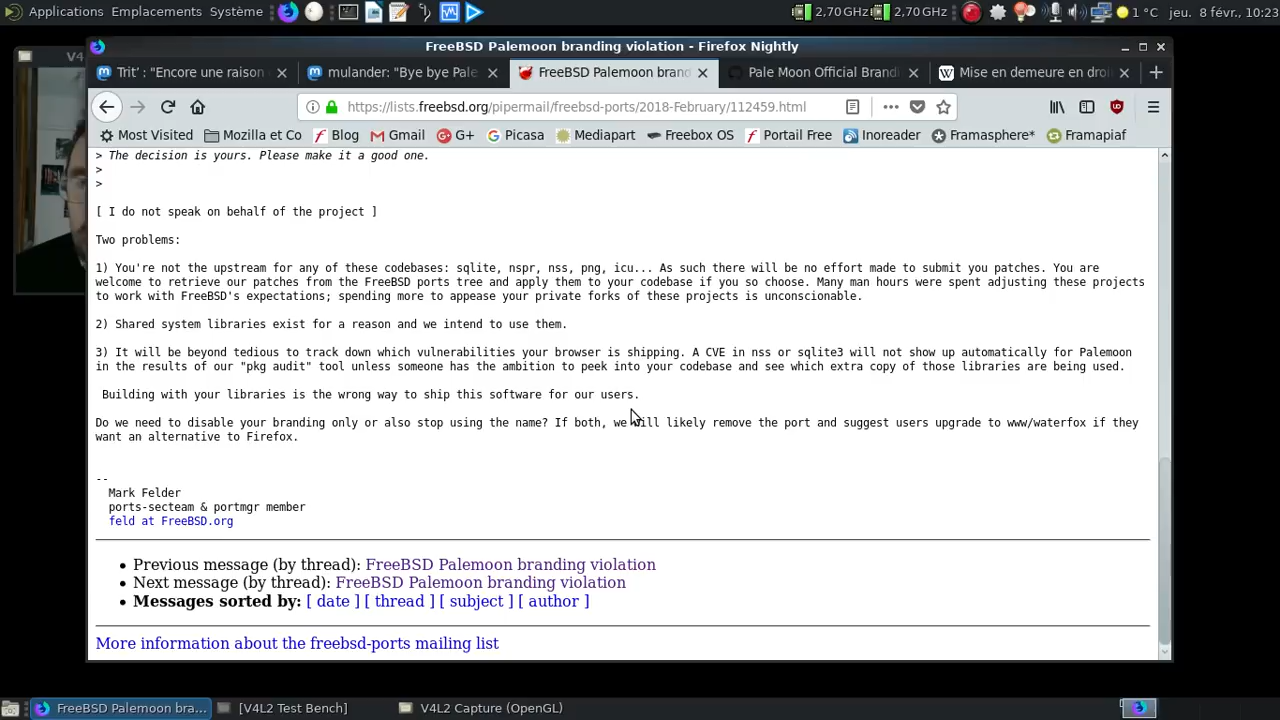 Applications Emplacements Système 2,70 GHz 2,70 GHz 1 °C jeu. 8 févr., 10:23
V4
FreeBSD Palemoon branding violation - Firefox Nightly
Trit' : "Encore une raison
mulander: "Bye bye Pale
FreeBSD Palemoon brand
Pale Moon Official Brandi
Mise en demeure en droi
https://lists.freebsd.org/pipermail/freebsd-ports/2018-February/112459.html
Most Visited Mozilla et Co Blog Gmail G+ Picasa Mediapart Freebox OS Portail Free Inoreader Framasphere* Framapiaf
> The decision is yours. Please make it a good one.
>
>
[ I do not speak on behalf of the project ]
Two problems:
1) You're not the upstream for any of these codebases: sqlite, nspr, nss, png, icu... As such there will be no effort made to submit you patches. You are
welcome to retrieve our patches from the FreeBSD ports tree and apply them to your codebase if you so choose. Many man hours were spent adjusting these projects
to work with FreeBSD's expectations; spending more to appease your private forks of these projects is unconscionable.
2) Shared system libraries exist for a reason and we intend to use them.
3) It will be beyond tedious to track down which vulnerabilities your browser is shipping. A CVE in nss or sqlite3 will not show up automatically for Palemoon
in the results of our "pkg audit" tool unless someone has the ambition to peek into your codebase and see which extra copy of those libraries are being used.
Building with your libraries is the wrong way to ship this software for our users.
Do we need to disable your branding only or also stop using the name? If both, we will likely remove the port and suggest users upgrade to www/waterfox if they
want an alternative to Firefox.
--
Mark Felder
ports-secteam & portmgr member
feld at FreeBSD.org
• Previous message (by thread): FreeBSD Palemoon branding violation
• Next message (by thread): FreeBSD Palemoon branding violation
• Messages sorted by: [ date ] [ thread ] [ subject ] [ author ]
More information about the freebsd-ports mailing list
FreeBSD Palemoon bra... [V4L2 Test Bench] V4L2 Capture (OpenGL)